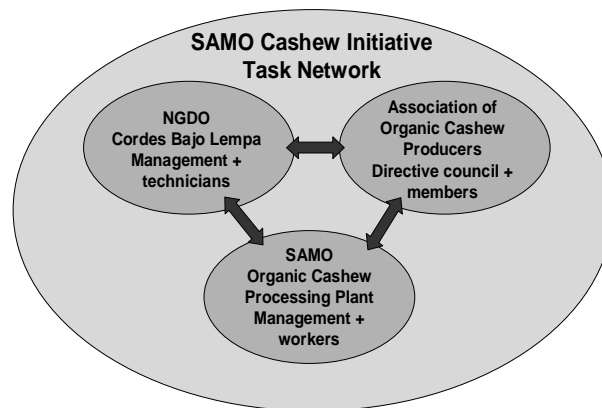 SAMO Cashew Initiative
Task Network
NGDO
Cordes Bajo Lempa
Management +
technicians
Association of
Organic Cashew
Producers
Directive council +
members
SAMO
Organic Cashew
Processing Plant
Management +
workers